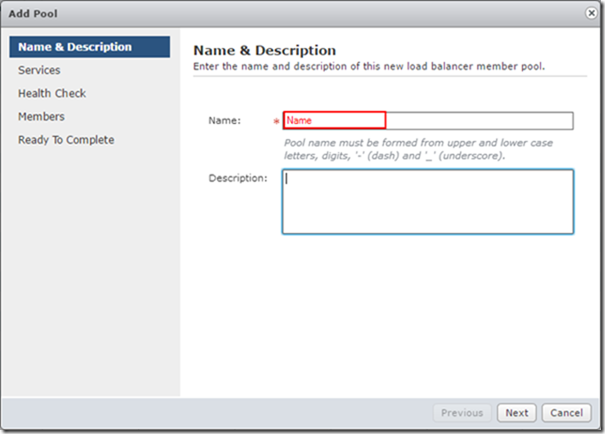 Add Pool
Name & Description
Services
Health Check
Members
Ready To Complete
Name & Description
Enter the name and description of this new load balancer member pool.
Name: * Name
Pool name must be formed from upper and lower case
letters, digits, '-' (dash) and '_' (underscore).
Description:
Previous Next Cancel